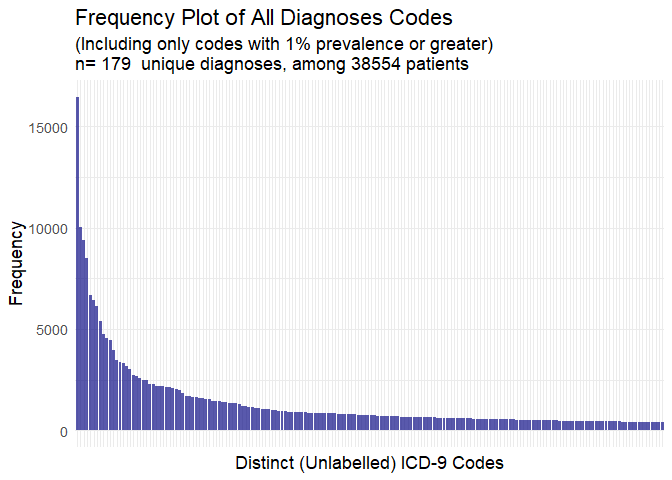 Frequency Plot of All Diagnoses Codes
(Including only codes with 1% prevalence or greater)
n= 179  unique diagnoses, among 38554 patients
15000
10000
5000
0
Frequency
Distinct (Unlabelled) ICD-9 Codes